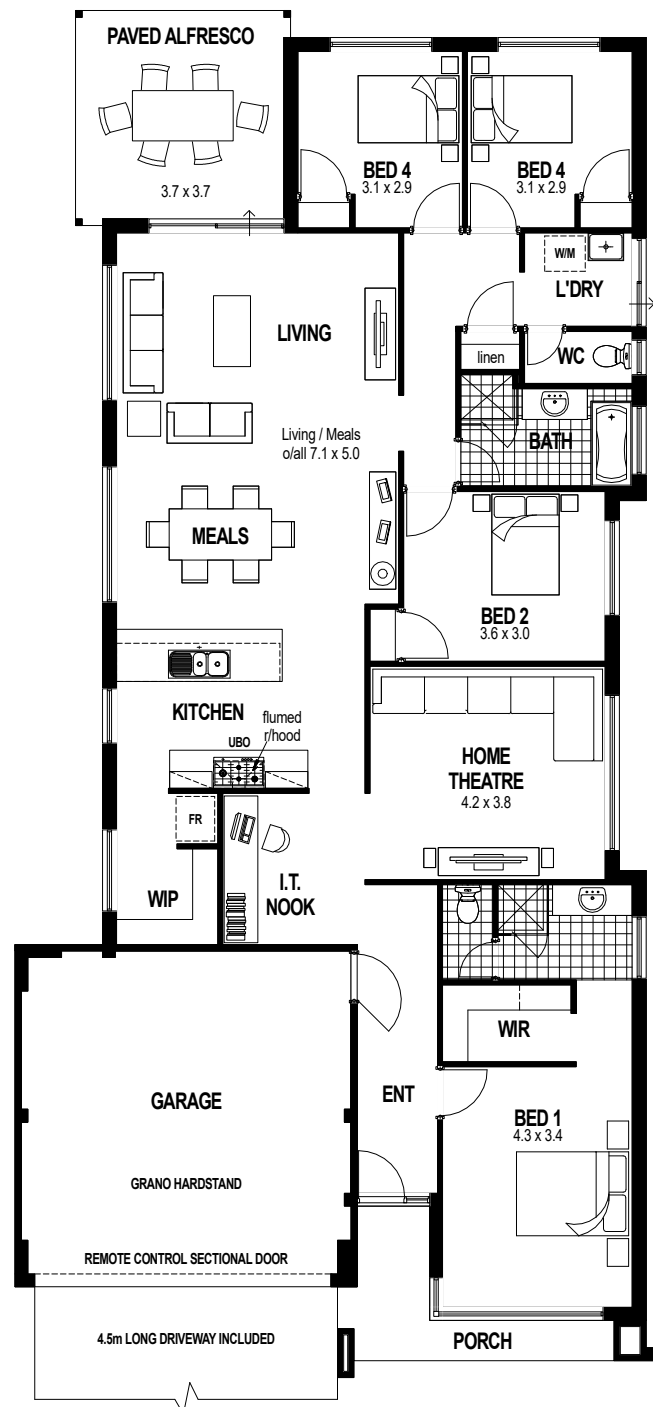 PAVED ALFRESCO
3.7 x 3.7
BED 4
3.1 x 2.9
BED 4
3.1 x 2.9
W/M
L'DRY
LIVING
linen
WC
Living / Meals
o/all 7.1 x 5.0
BATH
MEALS
BED 2
3.6 x 3.0
KITCHEN
flumed
r/hood
UBO
HOME
THEATRE
4.2 x 3.8
FR
WIP
I.T.
NOOK
WIR
GARAGE
ENT
BED 1
4.3 x 3.4
GRANO HARDSTAND
REMOTE CONTROL SECTIONAL DOOR
4.5m LONG DRIVEWAY INCLUDED
PORCH